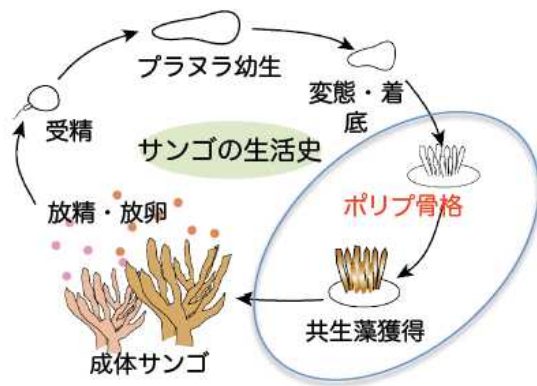 プラヌラ幼生
変態・着
底
受精
サンゴの生活史
ポリプ骨格
放精・放卵
共生藻獲得
成体サンゴ